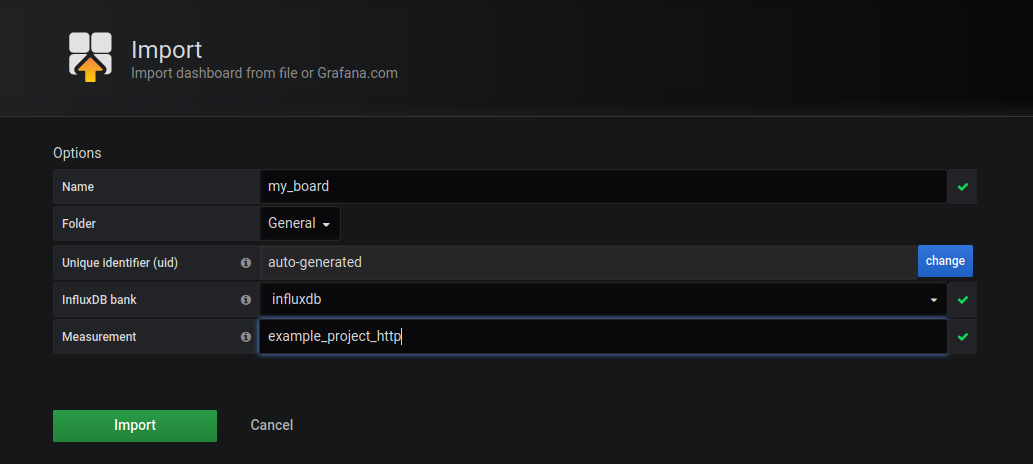 Import
Import dashboard from file or Grafana.com
Options
Name my_board
Folder General
Unique identifier (uid) auto-generated change
InfluxDB bank influxdb
Measurement example_project_http
Import Cancel